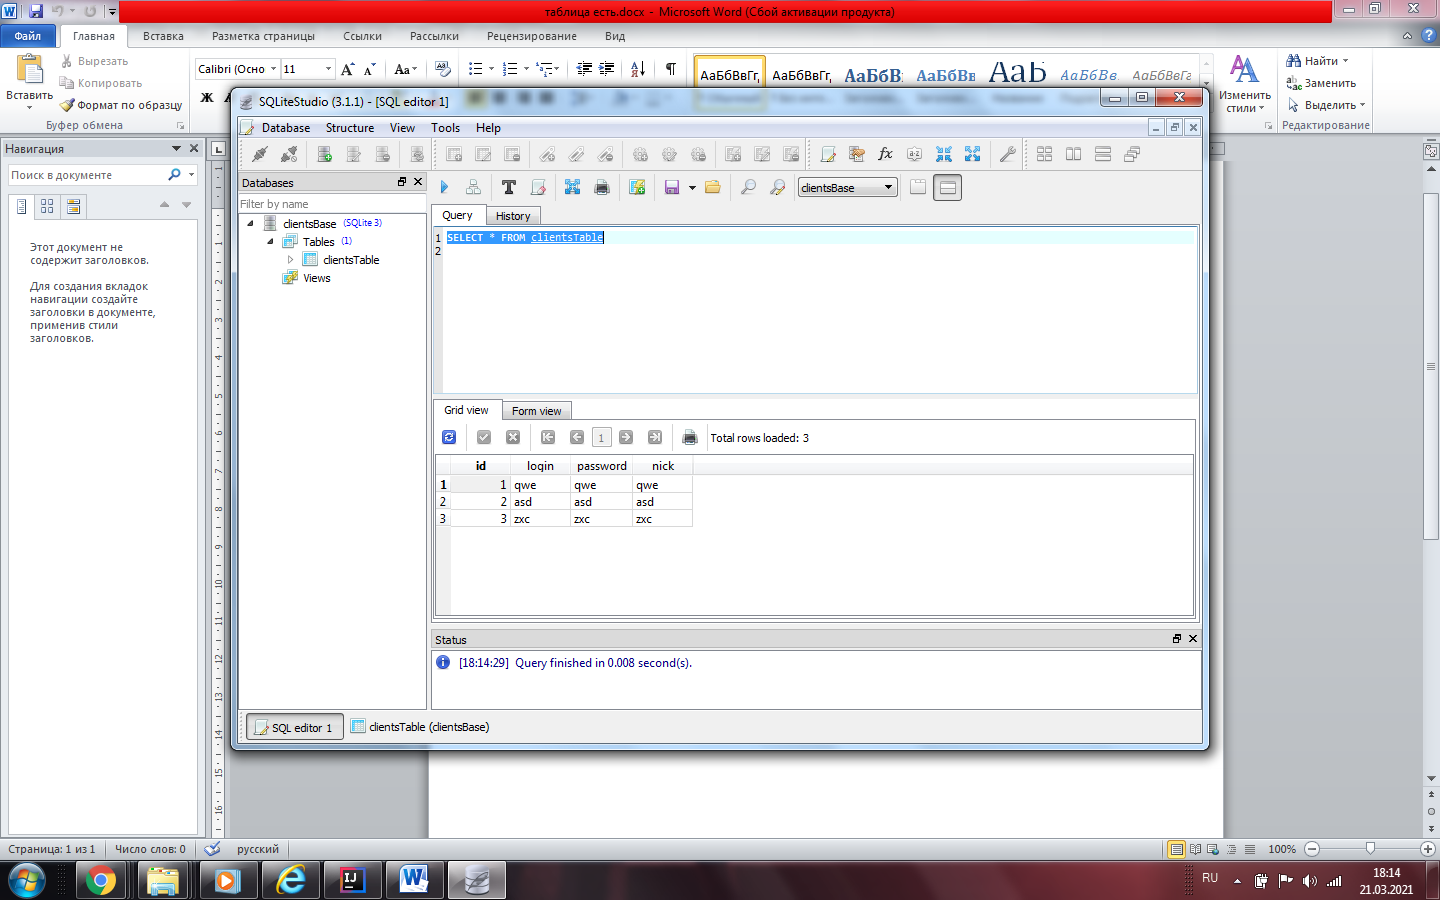 таблица есть.docx - Microsoft Word (Сбой активации продукта)
Файл Главная Вставка Разметка страницы Ссылки Рассылки Рецензирование Вид
Вырезать
Копировать
Формат по образцу
Вставить
Буфер обмена
Calibri (Осно 11
Ж
АаБбВвГг, АаБбВвГг, АаБбВ АаБбВв АаБ АаБбВв. АаБбВвГг
Изменить стили
Найти
Заменить
Выделить
Редактирование
Навигация
Поиск в документе
Этот документ не
содержит заголовков.
Для создания вкладок
навигации создайте
заголовки в документе,
применив стили
заголовков.
SQLiteStudio (3.1.1) - [SQL editor 1]
Database Structure View Tools Help
Databases
Filter by name
clientsBase (SQLite 3)
Tables (1)
clientsTable
Views
clientsBase
Query History
1 SELECT * FROM clientsTable
2
Grid view Form view
1 Total rows loaded: 3
id login password nick
1 1 qwe qwe qwe
2 2 asd asd asd
3 3 zxc zxc zxc
Status
[18:14:29] Query finished in 0.008 second(s).
SQL editor 1 clientsTable (clientsBase)
Страница: 1 из 1 Число слов: 0 русский 100%
RU 18:14
21.03.2021